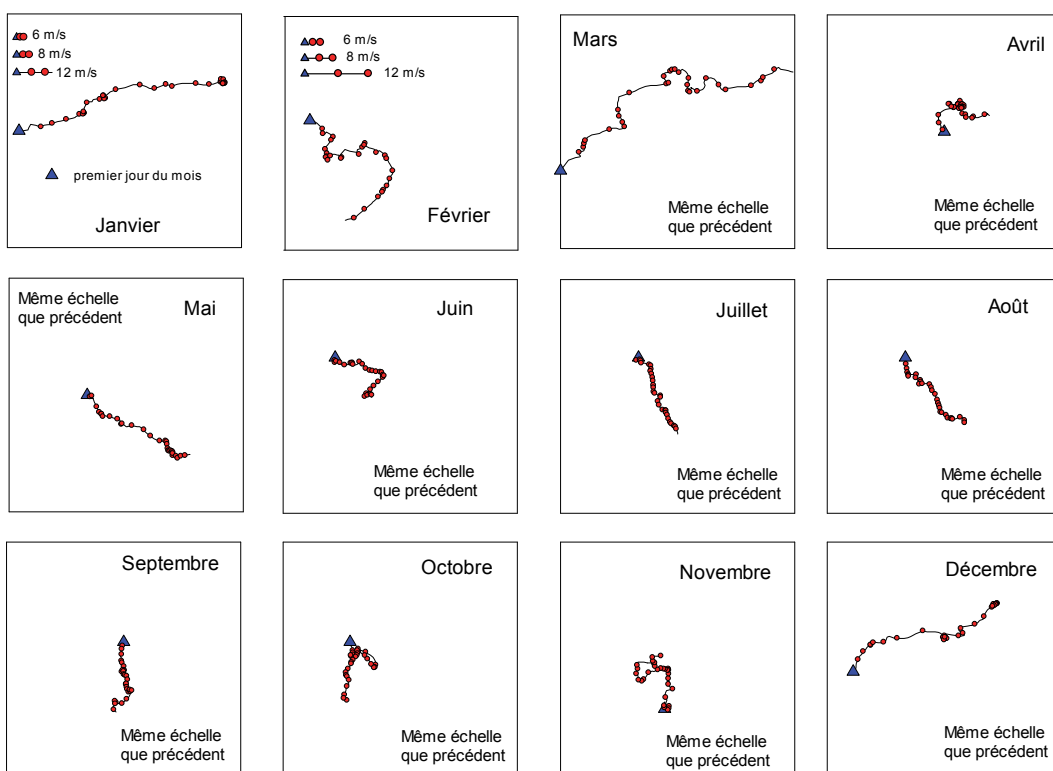 6 m/s
8 m/s
12 m/s
premier jour du mois
Janvier
6 m/s
8 m/s
12 m/s
Février
Mars
Même échelle
que précédent
Avril
Même échelle
que précédent
Même échelle
que précédent
Mai
Juin
Même échelle
que précédent
Juillet
Même échelle
que précédent
Août
Même échelle
que précédent
Septembre
Même échelle
que précédent
Octobre
Même échelle
que précédent
Novembre
Même échelle
que précédent
Décembre
Même échelle
que précédent